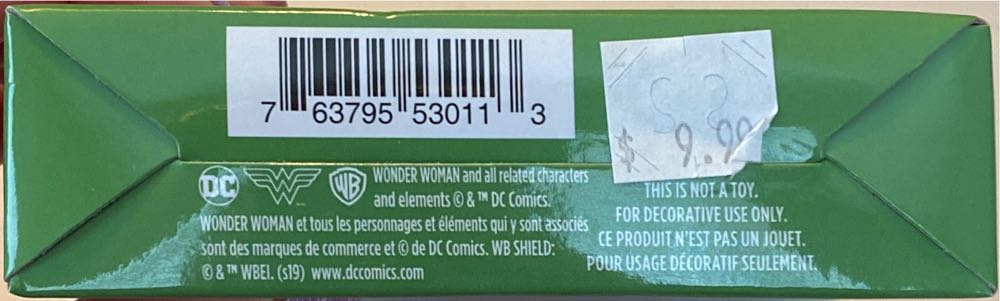 7 63795 53011 3
$ 9.99
DC W WB WONDER WOMAN and all related characters
and elements © & ™ DC Comics.
WONDER WOMAN et tous les personnages et éléments qui y sont associés
sont des marques de commerce et © de DC Comics. WB SHIELD:
© & ™ WBEI. (s19) www.dccomics.com
THIS IS NOT A TOY.
FOR DECORATIVE USE ONLY.
CE PRODUIT N'EST PAS UN JOUET.
POUR USAGE DÉCORATIF SEULEMENT.